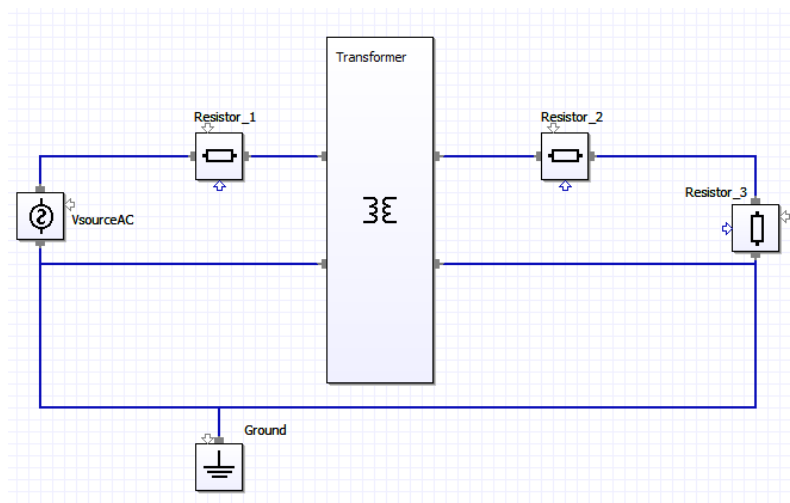 Transformer
Resistor_1
Resistor_2
Resistor_3
VsourceAC
Ground